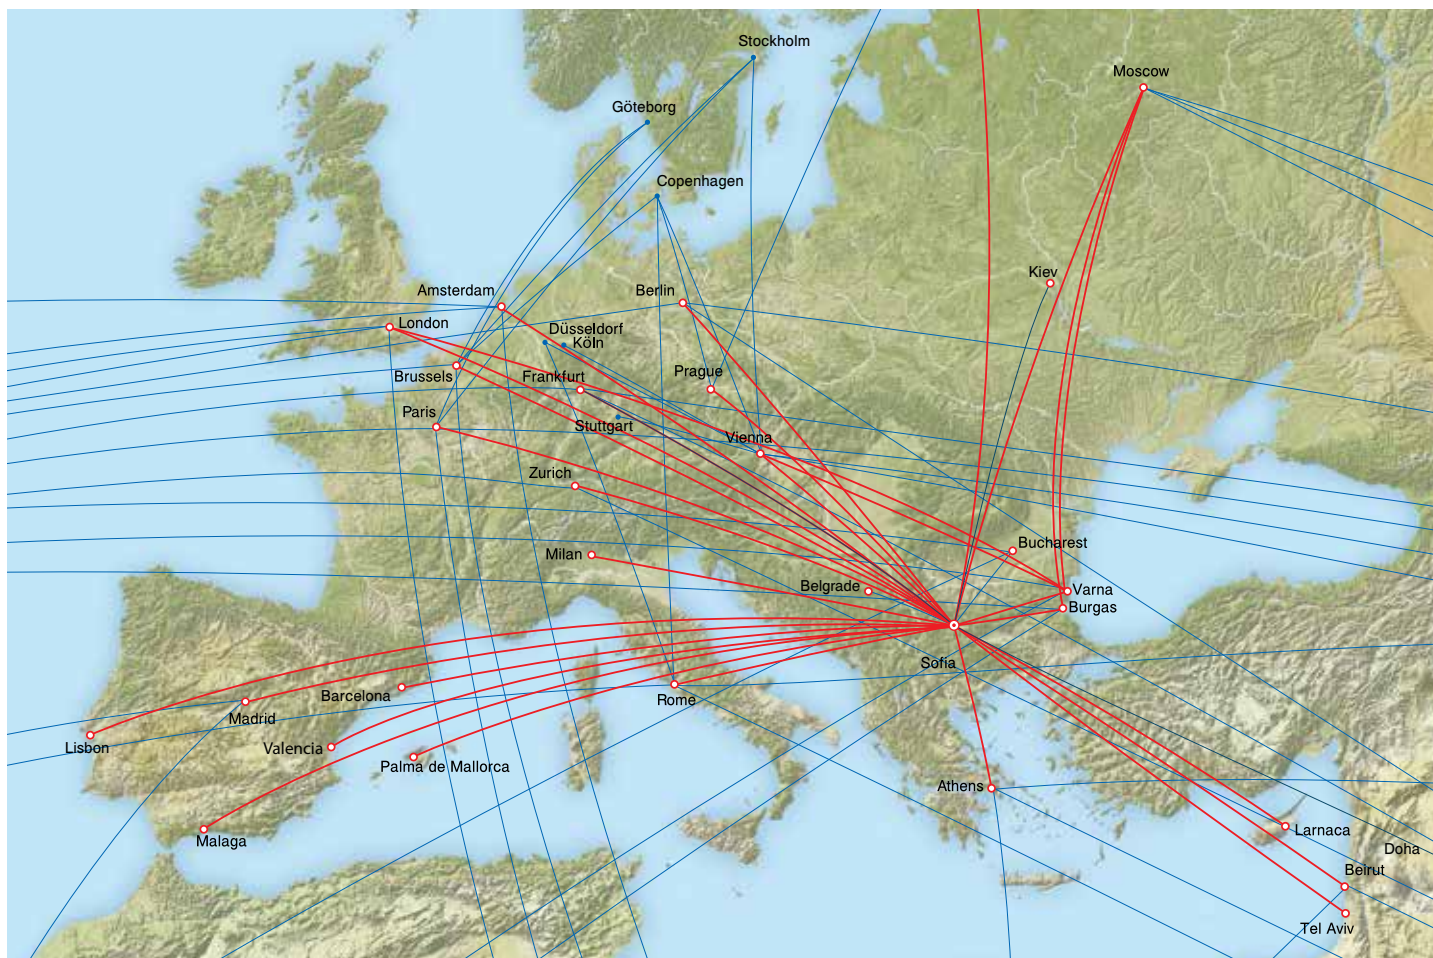 Stockholm
Moscow
Göteborg
Copenhagen
Kiev
Amsterdam
Berlin
London
Düsseldorf
Köln
Brussels
Frankfurt
Prague
Paris
Stuttgart
Vienna
Zurich
Milan
Bucharest
Belgrade
Varna
Burgas
Sofia
Barcelona
Rome
Madrid
Lisbon
Valencia
Palma de Mallorca
Athens
Malaga
Larnaca
Doha
Beirut
Tel Aviv